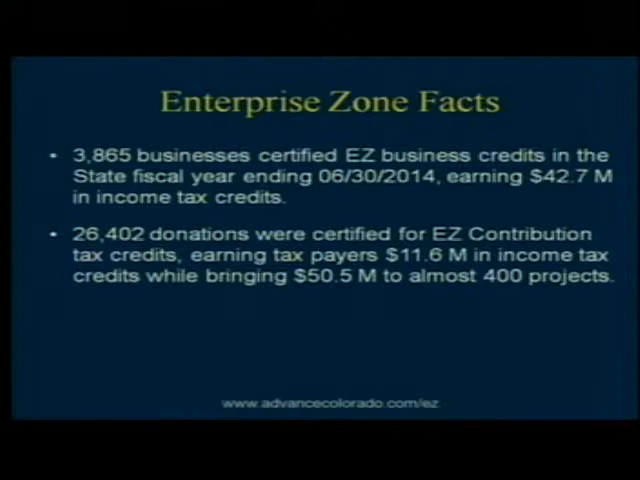 Enterprise Zone Facts
• 3,865 businesses certified EZ business credits in the
State fiscal year ending 06/30/2014, earning $42.7 M
in income tax credits.
• 26,402 donations were certified for EZ Contribution
tax credits, earning tax payers $11.6 M in income tax
credits while bringing $50.5 M to almost 400 projects.
www.advancecolorado.com/ez